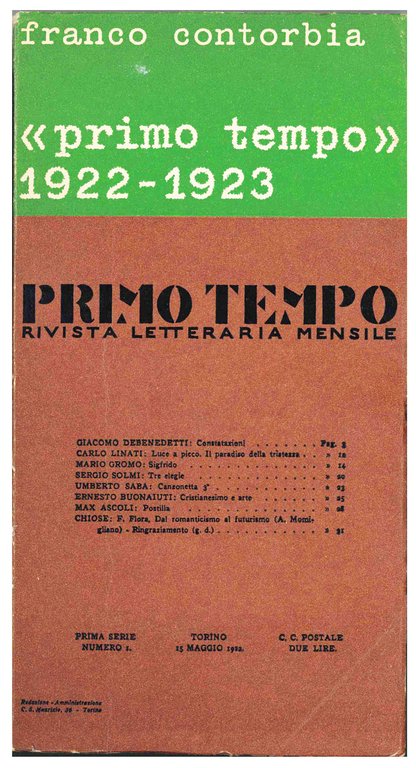 franco contorbia
«primo tempo»
1922-1923
PRIMO TEMPO
RIVISTA LETTERARIA MENSILE
GIACOMO DEBENEDETTI: Constatazioni . . . . . . . Pag. 3
CARLO LINATI: Luce a picco. Il paradiso della tristezza . . » 12
MARIO GROMO: Sigfrido . . . . . . . . . . » 14
SERGIO SOLMI: Tre elegie . . . . . . . . . » 20
UMBERTO SABA: Canzonetta 3ª . . . . . . . . » 23
ERNESTO BUONAIUTI: Cristianesimo e arte . . . . . . » 25
MAX ASCOLI: Postilla . . . . . . . . . . » 28
CHIOSE: F. Flora, Dal romanticismo al futurismo (A. Momi-
gliano) - Ringraziamento (g. d.) . . . . . . . . » 31
PRIMA SERIE TORINO C. C. POSTALE
NUMERO 1. 15 MAGGIO 1922. DUE LIRE.
Redazione - Amministrazione
C. S. Maurizio, 36 - Torino